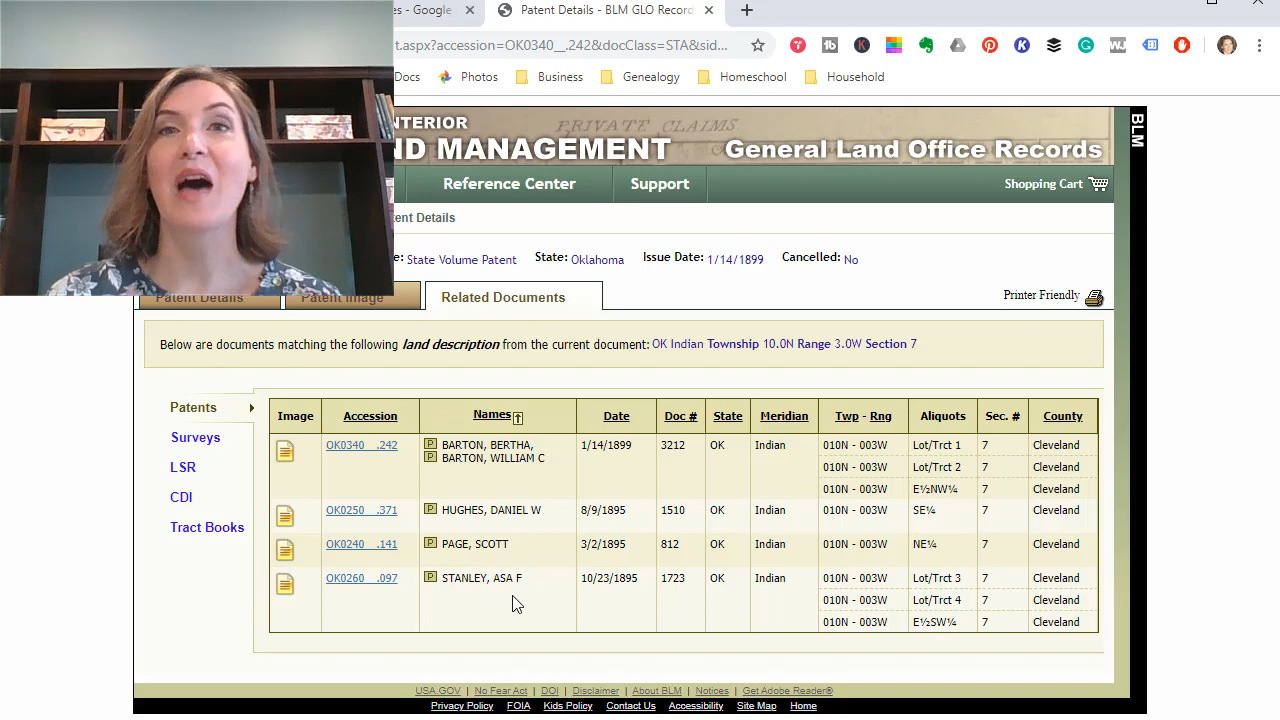 es - Google
Patent Details - BLM GLO Record
t.aspx?accession=OK0340__.242&docClass=STA&sid...
Docs
Photos
Business
Genealogy
Homeschool
Household
NTERIOR
PRIVATE CLAIMS
ND MANAGEMENT
General Land Office Records
BLM
Reference Center
Support
Shopping Cart
tent Details
e: State Volume Patent State: Oklahoma Issue Date: 1/14/1899 Cancelled: No
Patent Details
Patent Image
Related Documents
Printer Friendly
Below are documents matching the following land description from the current document: OK Indian Township 10.0N Range 3.0W Section 7
Patents
Surveys
LSR
CDI
Tract Books
Image Accession Names Date Doc # State Meridian Twp - Rng Aliquots Sec. # County
OK0340__.242 P BARTON, BERTHA, 1/14/1899 3212 OK Indian 010N - 003W Lot/Trct 1 7 Cleveland
P BARTON, WILLIAM C
010N - 003W Lot/Trct 2 7 Cleveland
010N - 003W E½NW¼ 7 Cleveland
OK0250__.371 P HUGHES, DANIEL W 8/9/1895 1510 OK Indian 010N - 003W SE¼ 7 Cleveland
OK0240__.141 P PAGE, SCOTT 3/2/1895 812 OK Indian 010N - 003W NE¼ 7 Cleveland
OK0260__.097 P STANLEY, ASA F 10/23/1895 1723 OK Indian 010N - 003W Lot/Trct 3 7 Cleveland
010N - 003W Lot/Trct 4 7 Cleveland
010N - 003W E½SW¼ 7 Cleveland
USA.GOV | No Fear Act | DOI | Disclaimer | About BLM | Notices | Get Adobe Reader®
Privacy Policy | FOIA | Kids Policy | Contact Us | Accessibility | Site Map | Home